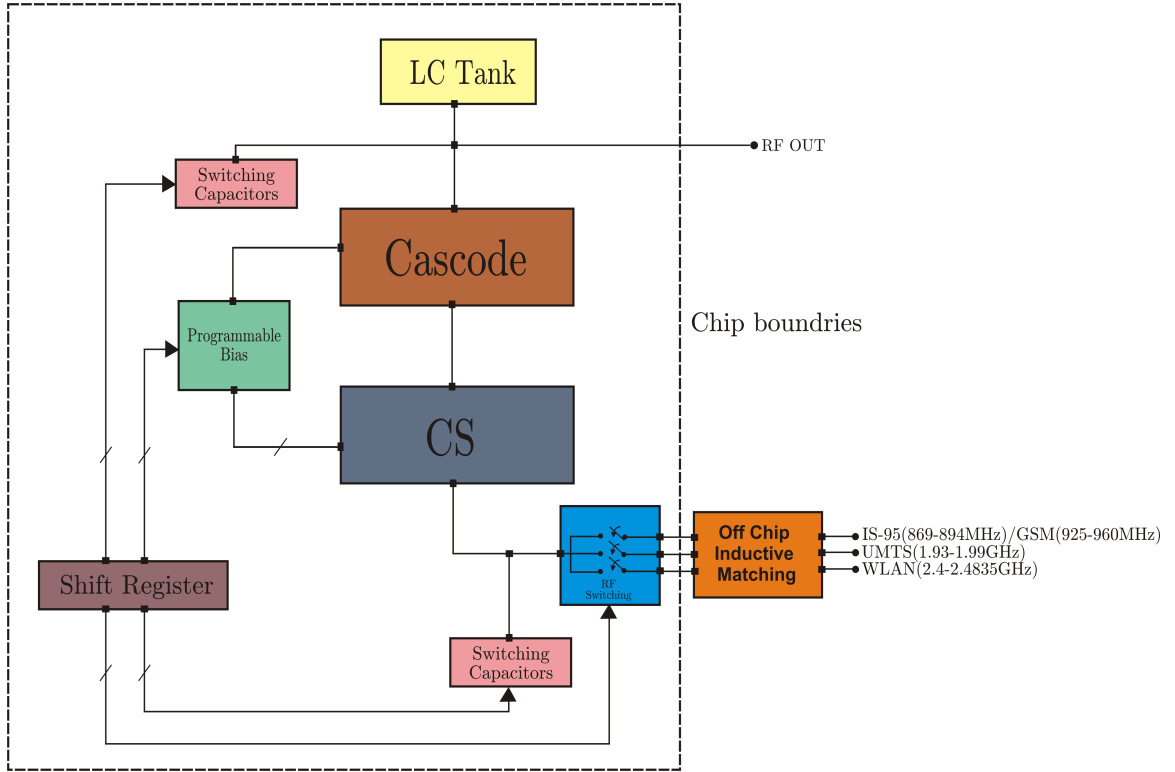 LC Tank
RF OUT
Switching
Capacitors
Cascode
Chip boundries
Programmable
Bias
CS
Off Chip
Inductive
Matching
IS-95(869-894MHz)/GSM(925-960MHz)
UMTS(1.93-1.99GHz)
WLAN(2.4-2.4835GHz)
RF
Switching
Shift Register
Switching
Capacitors